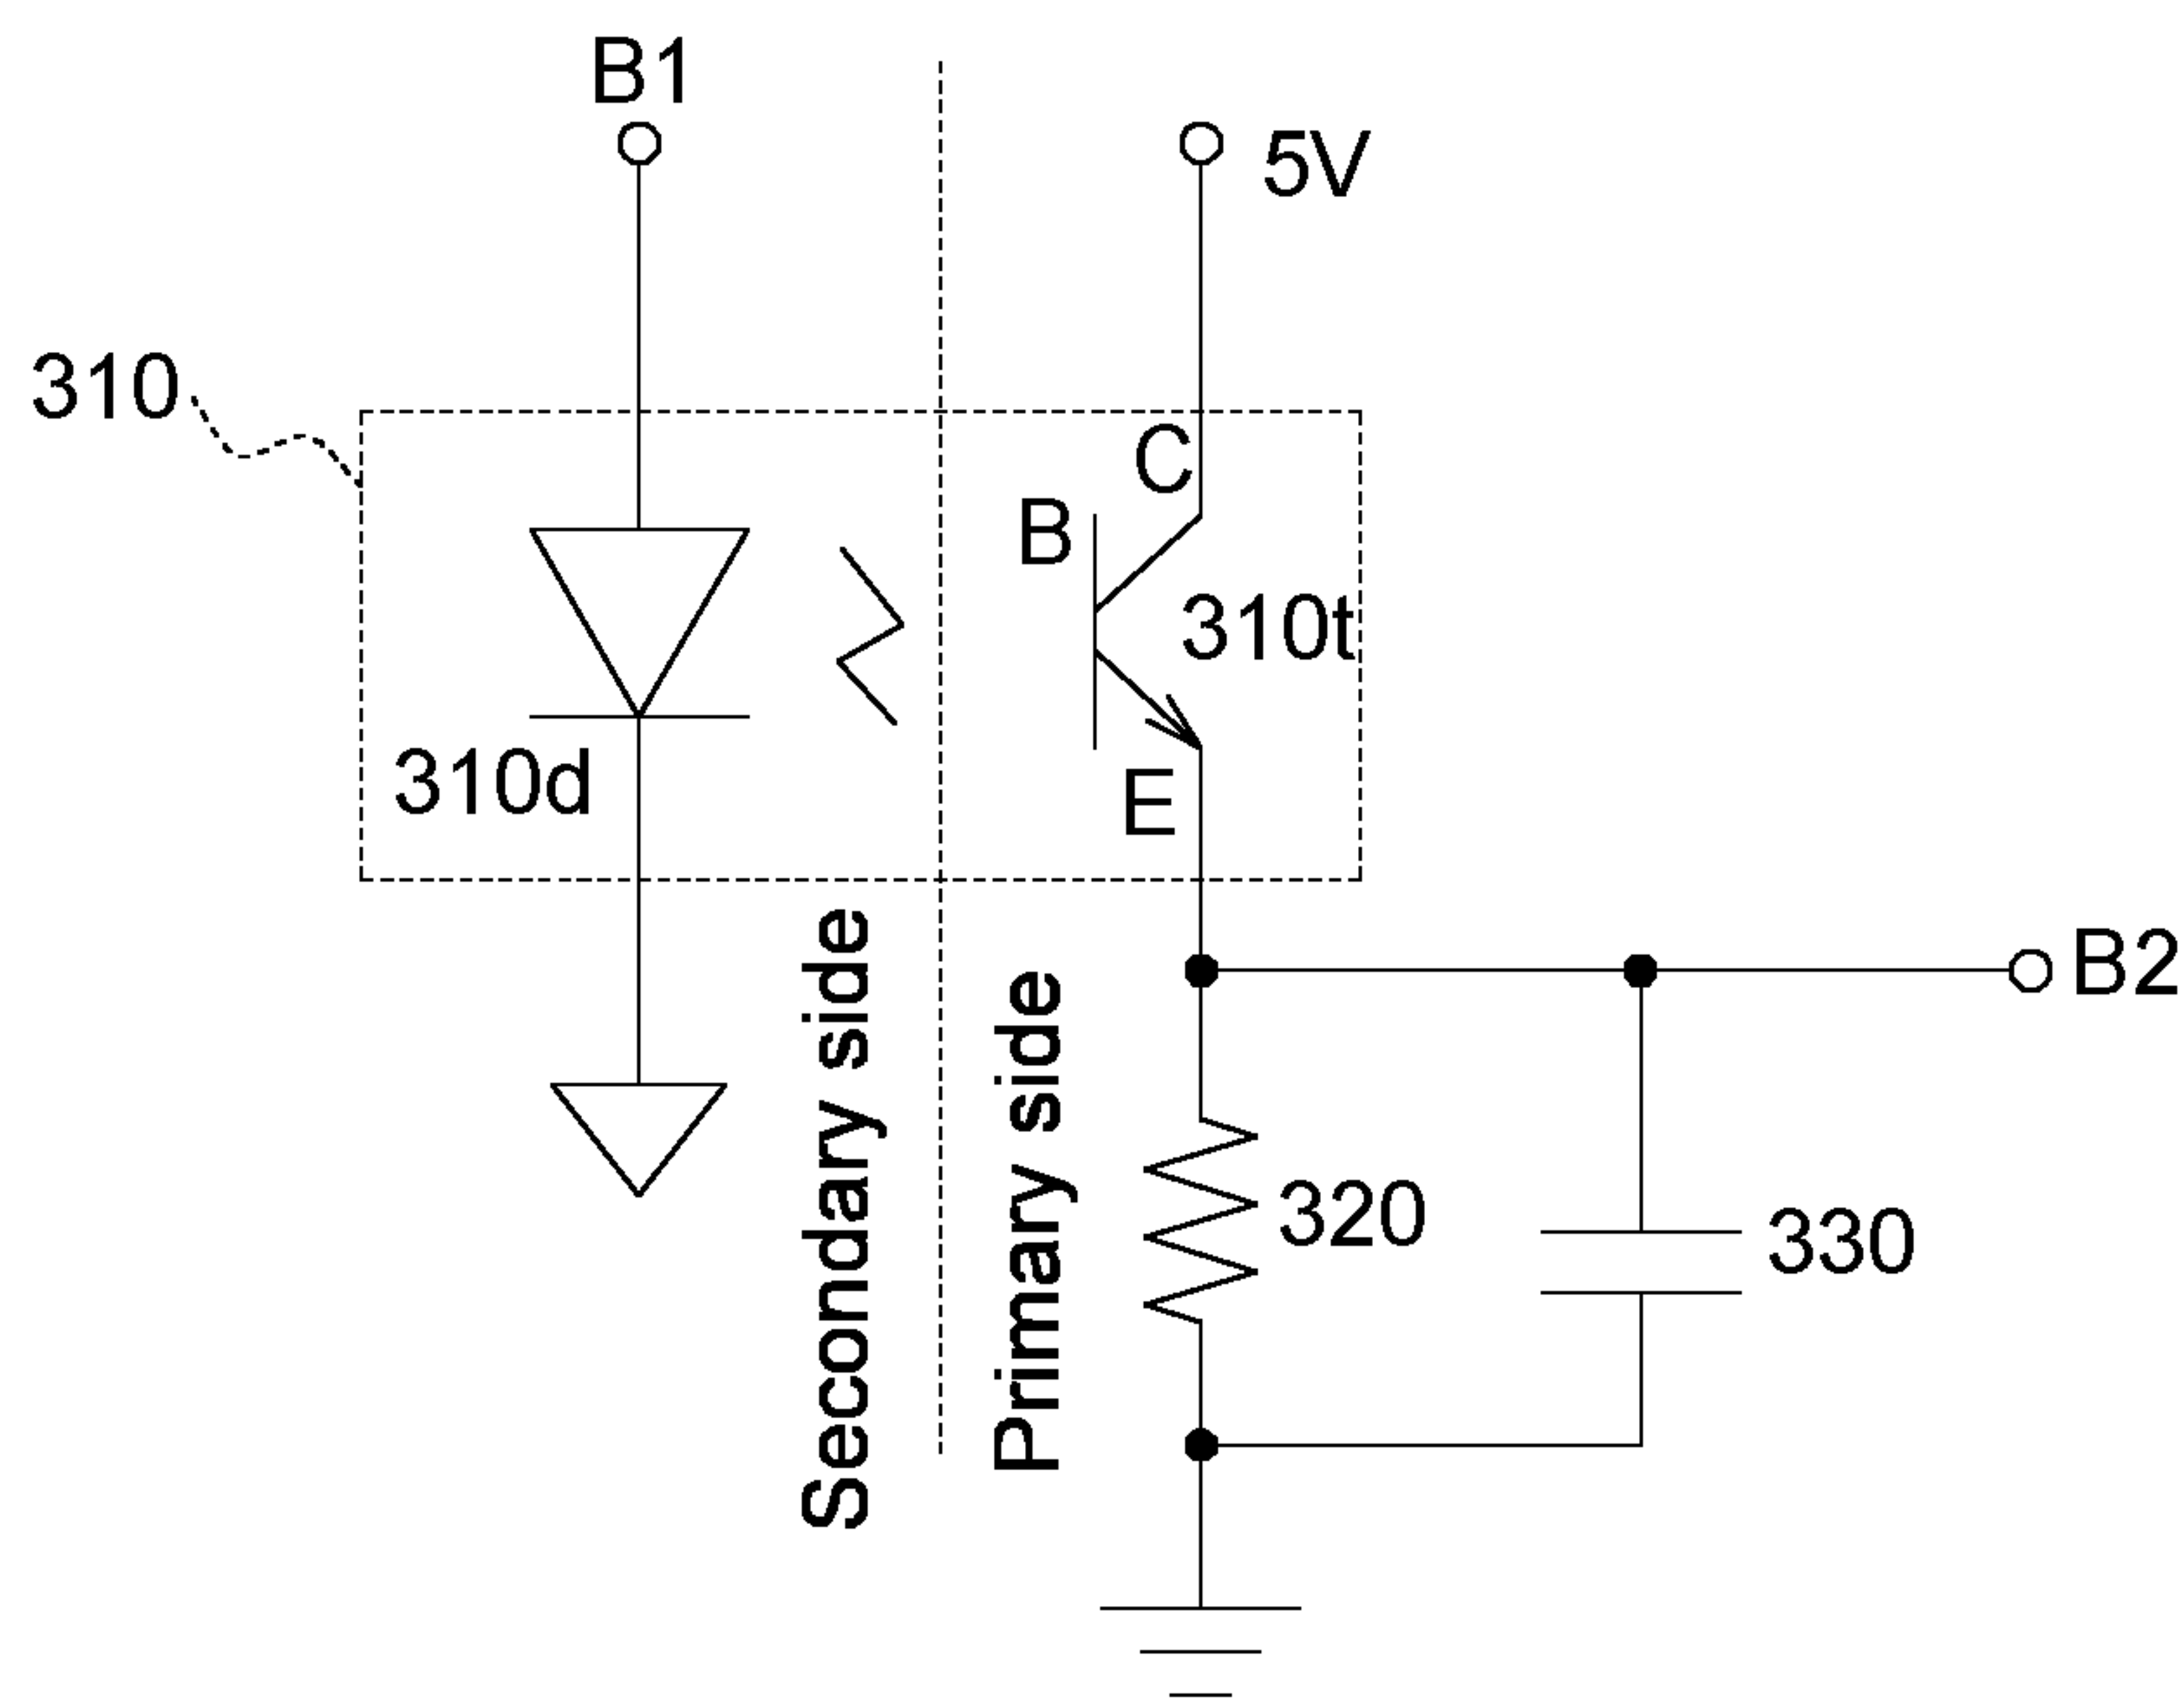 B1
5V
310
C
B
310t
310d
E
B2
Secondary side
Primary side
320
330